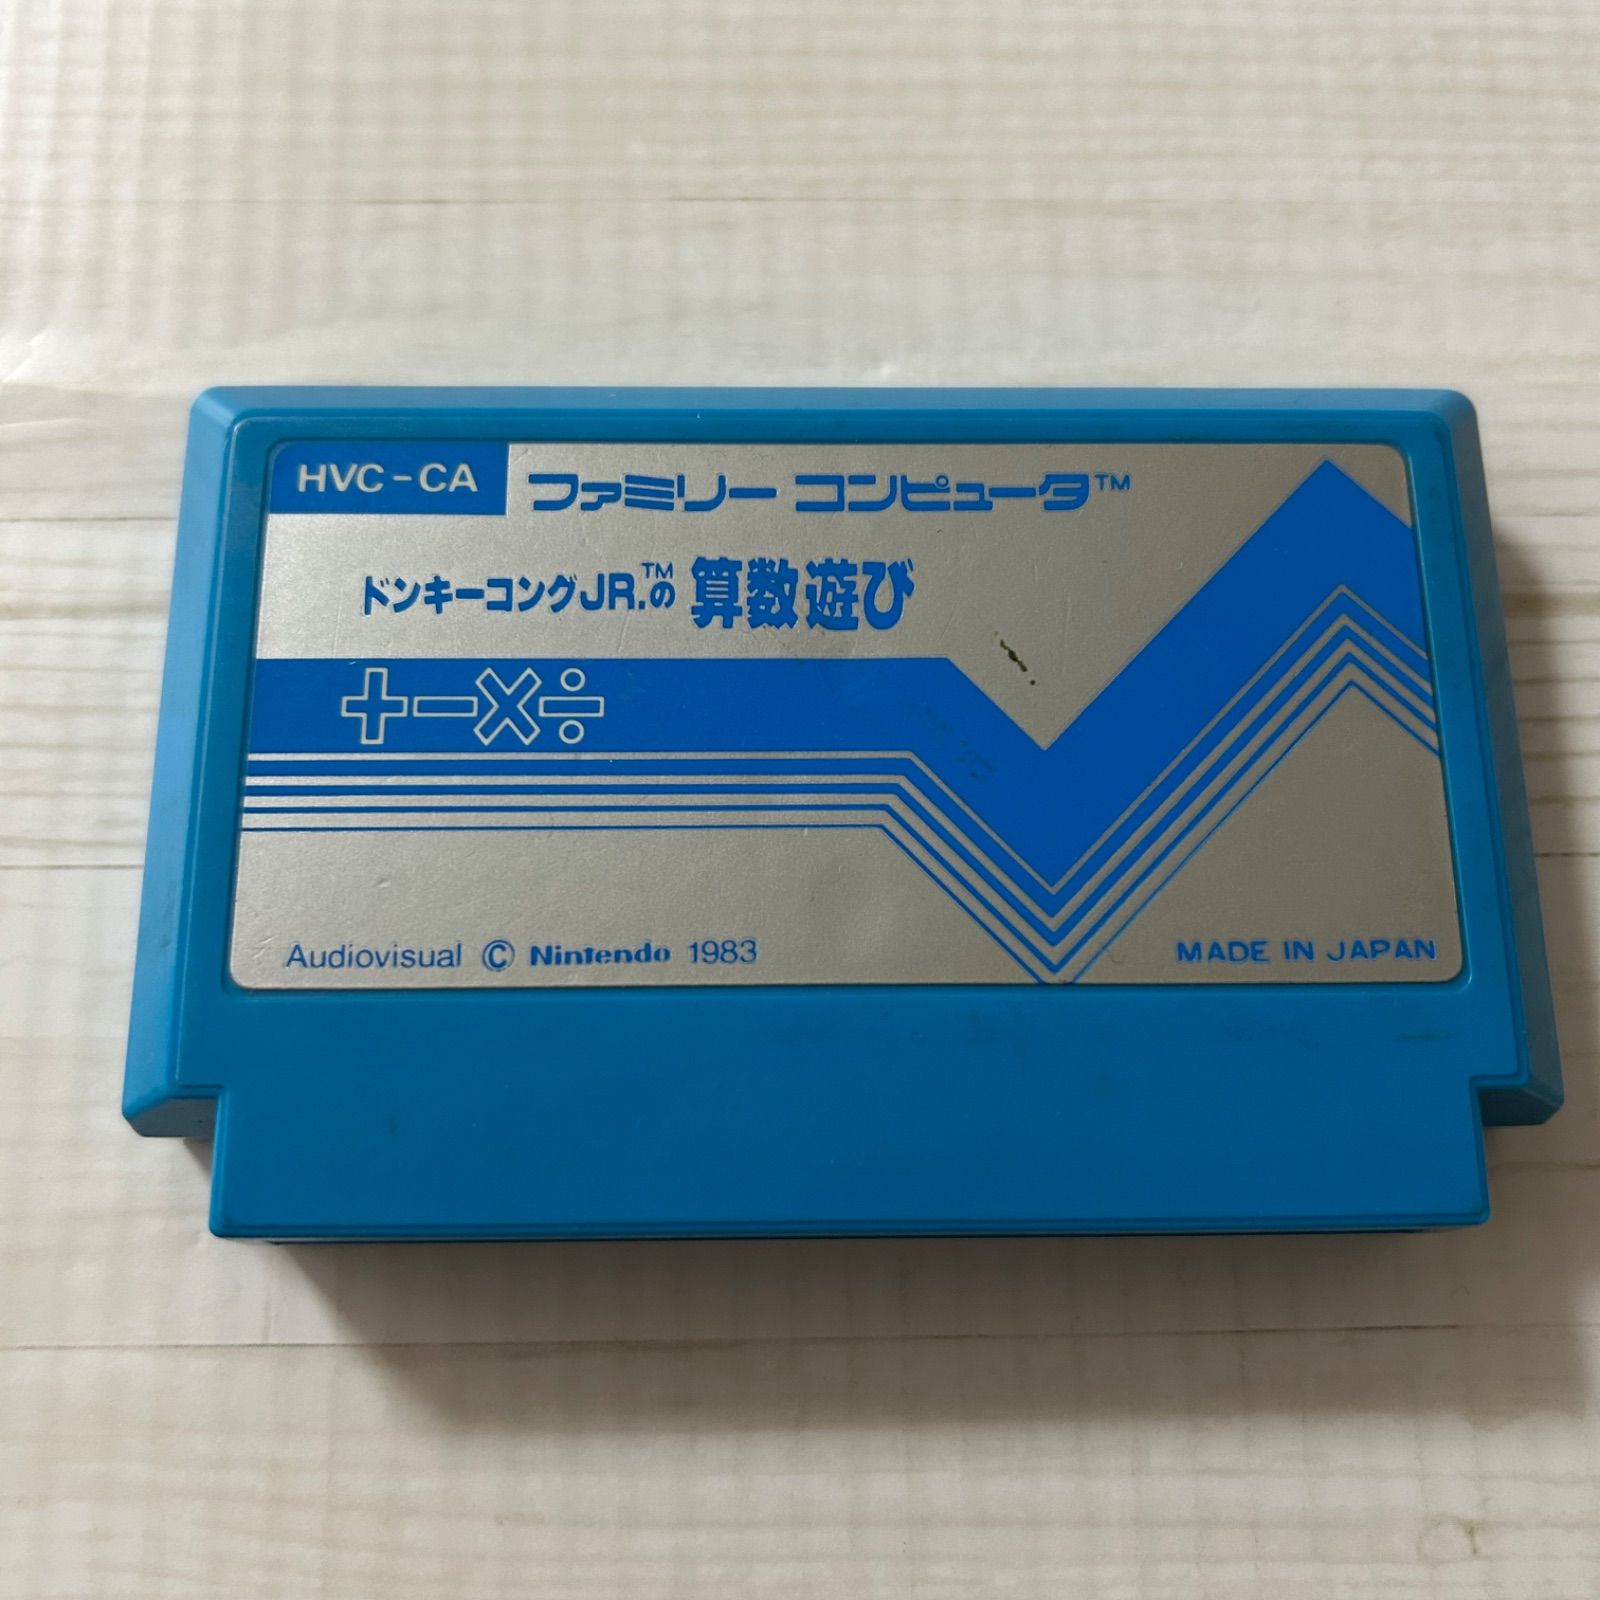 HVC-CA
ファミリー コンピュータ™
ドンキーコングJR.™の 算数遊び
+−×÷
Audiovisual © Nintendo 1983
MADE IN JAPAN